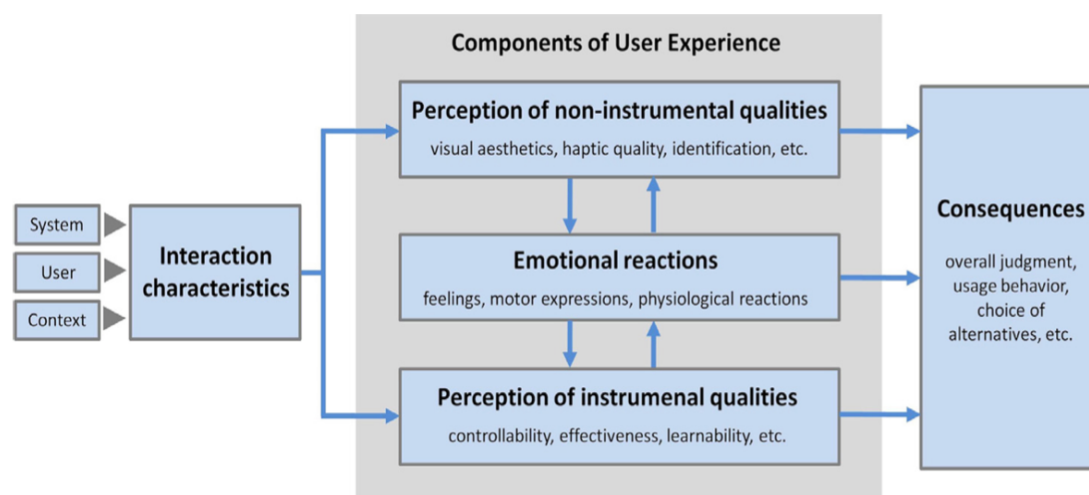 Components of User Experience
Perception of non-instrumental qualities
visual aesthetics, haptic quality, identification, etc.
System
User
Context
Interaction
characteristics
Emotional reactions
feelings, motor expressions, physiological reactions
Perception of instrumenal qualities
controllability, effectiveness, learnability, etc.
Consequences
overall judgment,
usage behavior,
choice of
alternatives, etc.